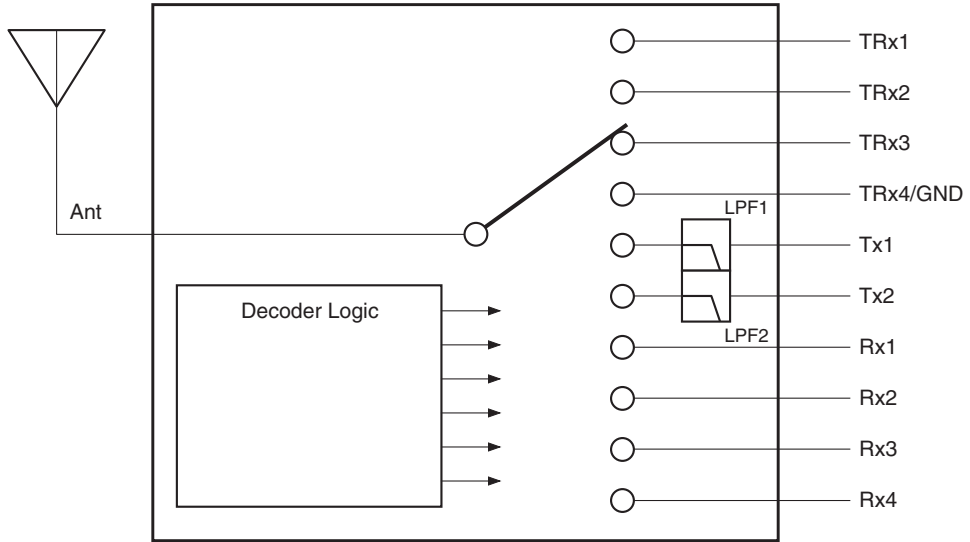 TRx1
TRx2
TRx3
TRx4/GND
LPF1
Ant
Tx1
Tx2
Decoder Logic
LPF2
Rx1
Rx2
Rx3
Rx4